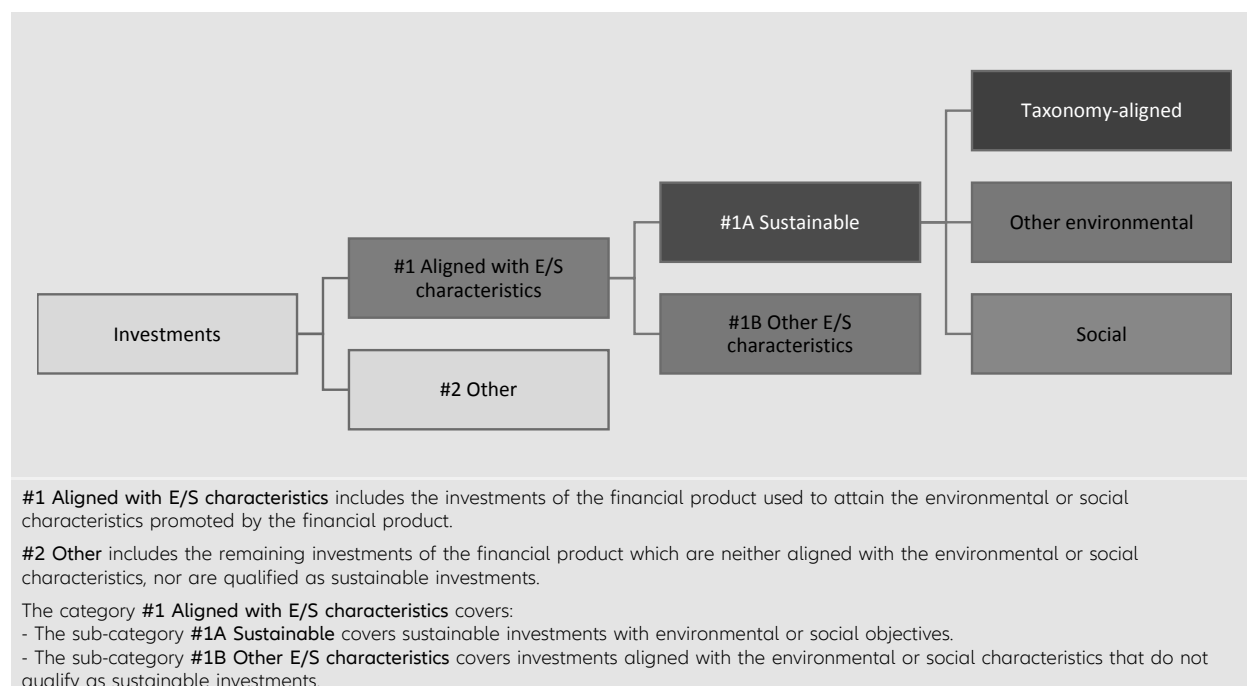 Taxonomy-aligned
#1A Sustainable
Other environmental
#1 Aligned with E/S
characteristics
Investments
#1B Other E/S
characteristics
Social
#2 Other
#1 Aligned with E/S characteristics includes the investments of the financial product used to attain the environmental or social
characteristics promoted by the financial product.
#2 Other includes the remaining investments of the financial product which are neither aligned with the environmental or social
characteristics, nor are qualified as sustainable investments.
The category #1 Aligned with E/S characteristics covers:
- The sub-category #1A Sustainable covers sustainable investments with environmental or social objectives.
- The sub-category #1B Other E/S characteristics covers investments aligned with the environmental or social characteristics that do not
qualify as sustainable investments.